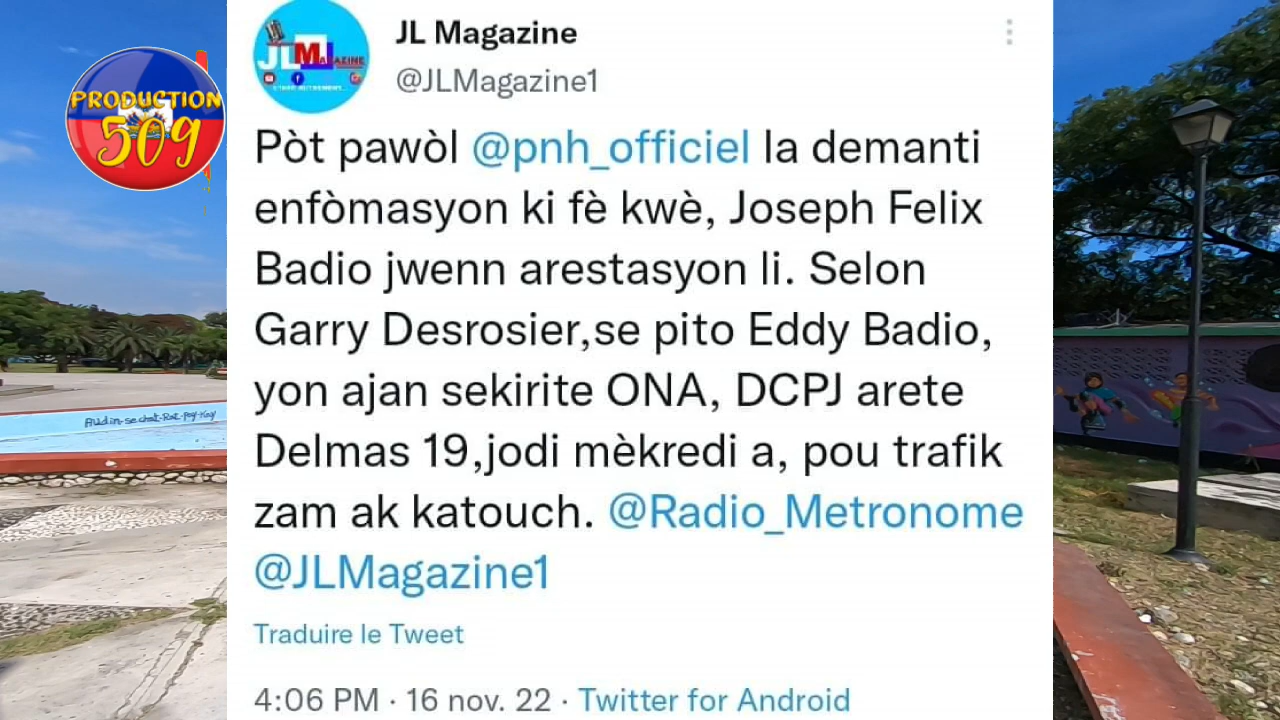 JL Magazine
@JLMagazine1
Pòt pawòl @pnh_officiel la demanti
enfòmasyon ki fè kwè, Joseph Felix
Badio jwenn arestasyon li. Selon
Garry Desrosier,se pito Eddy Badio,
yon ajan sekirite ONA, DCPJ arete
Delmas 19,jodi mèkredi a, pou trafik
zam ak katouch. @Radio_Metronome
@JLMagazine1
Traduire le Tweet
4:06 PM · 16 nov. 22 · Twitter for Android
PRODUCTION
509
JLMAGAZINE